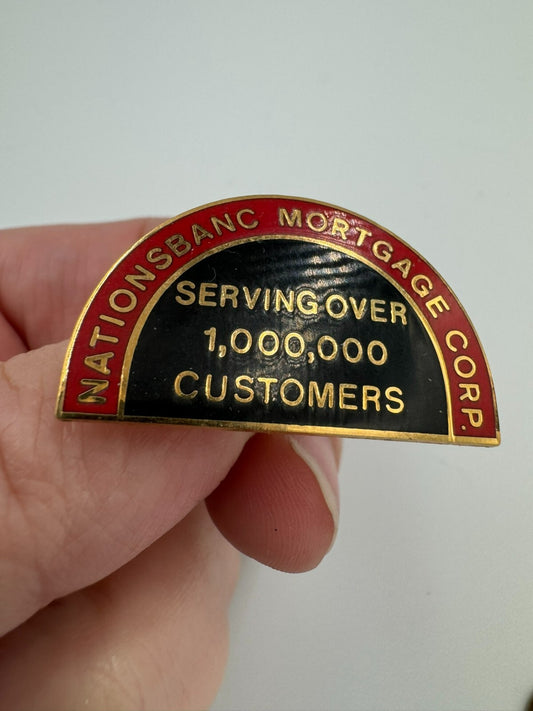 NATIONSBANC MORTGAGE CORP.
SERVING OVER
1,000,000
CUSTOMERS